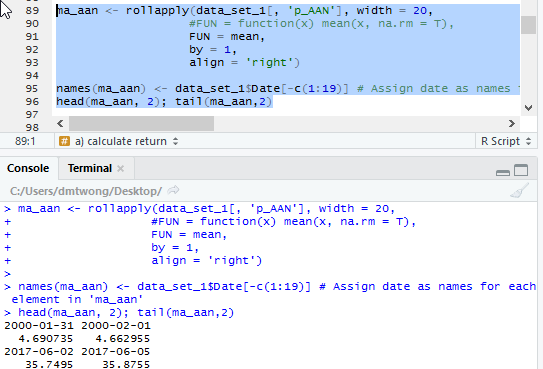 89 ma_aan <- rollapply(data_set_1[, 'p_AAN'], width = 20,
90 #FUN = function(x) mean(x, na.rm = T),
91 FUN = mean,
92 by = 1,
93 align = 'right')
94
95 names(ma_aan) <- data_set_1$Date[-c(1:19)] # Assign date as names
96 head(ma_aan, 2); tail(ma_aan,2)
97
98
89:1 # a) calculate return R Script
Console Terminal
C:/Users/dmtwong/Desktop/
> ma_aan <- rollapply(data_set_1[, 'p_AAN'], width = 20,
+ #FUN = function(x) mean(x, na.rm = T),
+ FUN = mean,
+ by = 1,
+ align = 'right')
>
> names(ma_aan) <- data_set_1$Date[-c(1:19)] # Assign date as names for each
element in 'ma_aan'
> head(ma_aan, 2); tail(ma_aan,2)
2000-01-31 2000-02-01
4.690735 4.662955
2017-06-02 2017-06-05
35.7495 35.8755